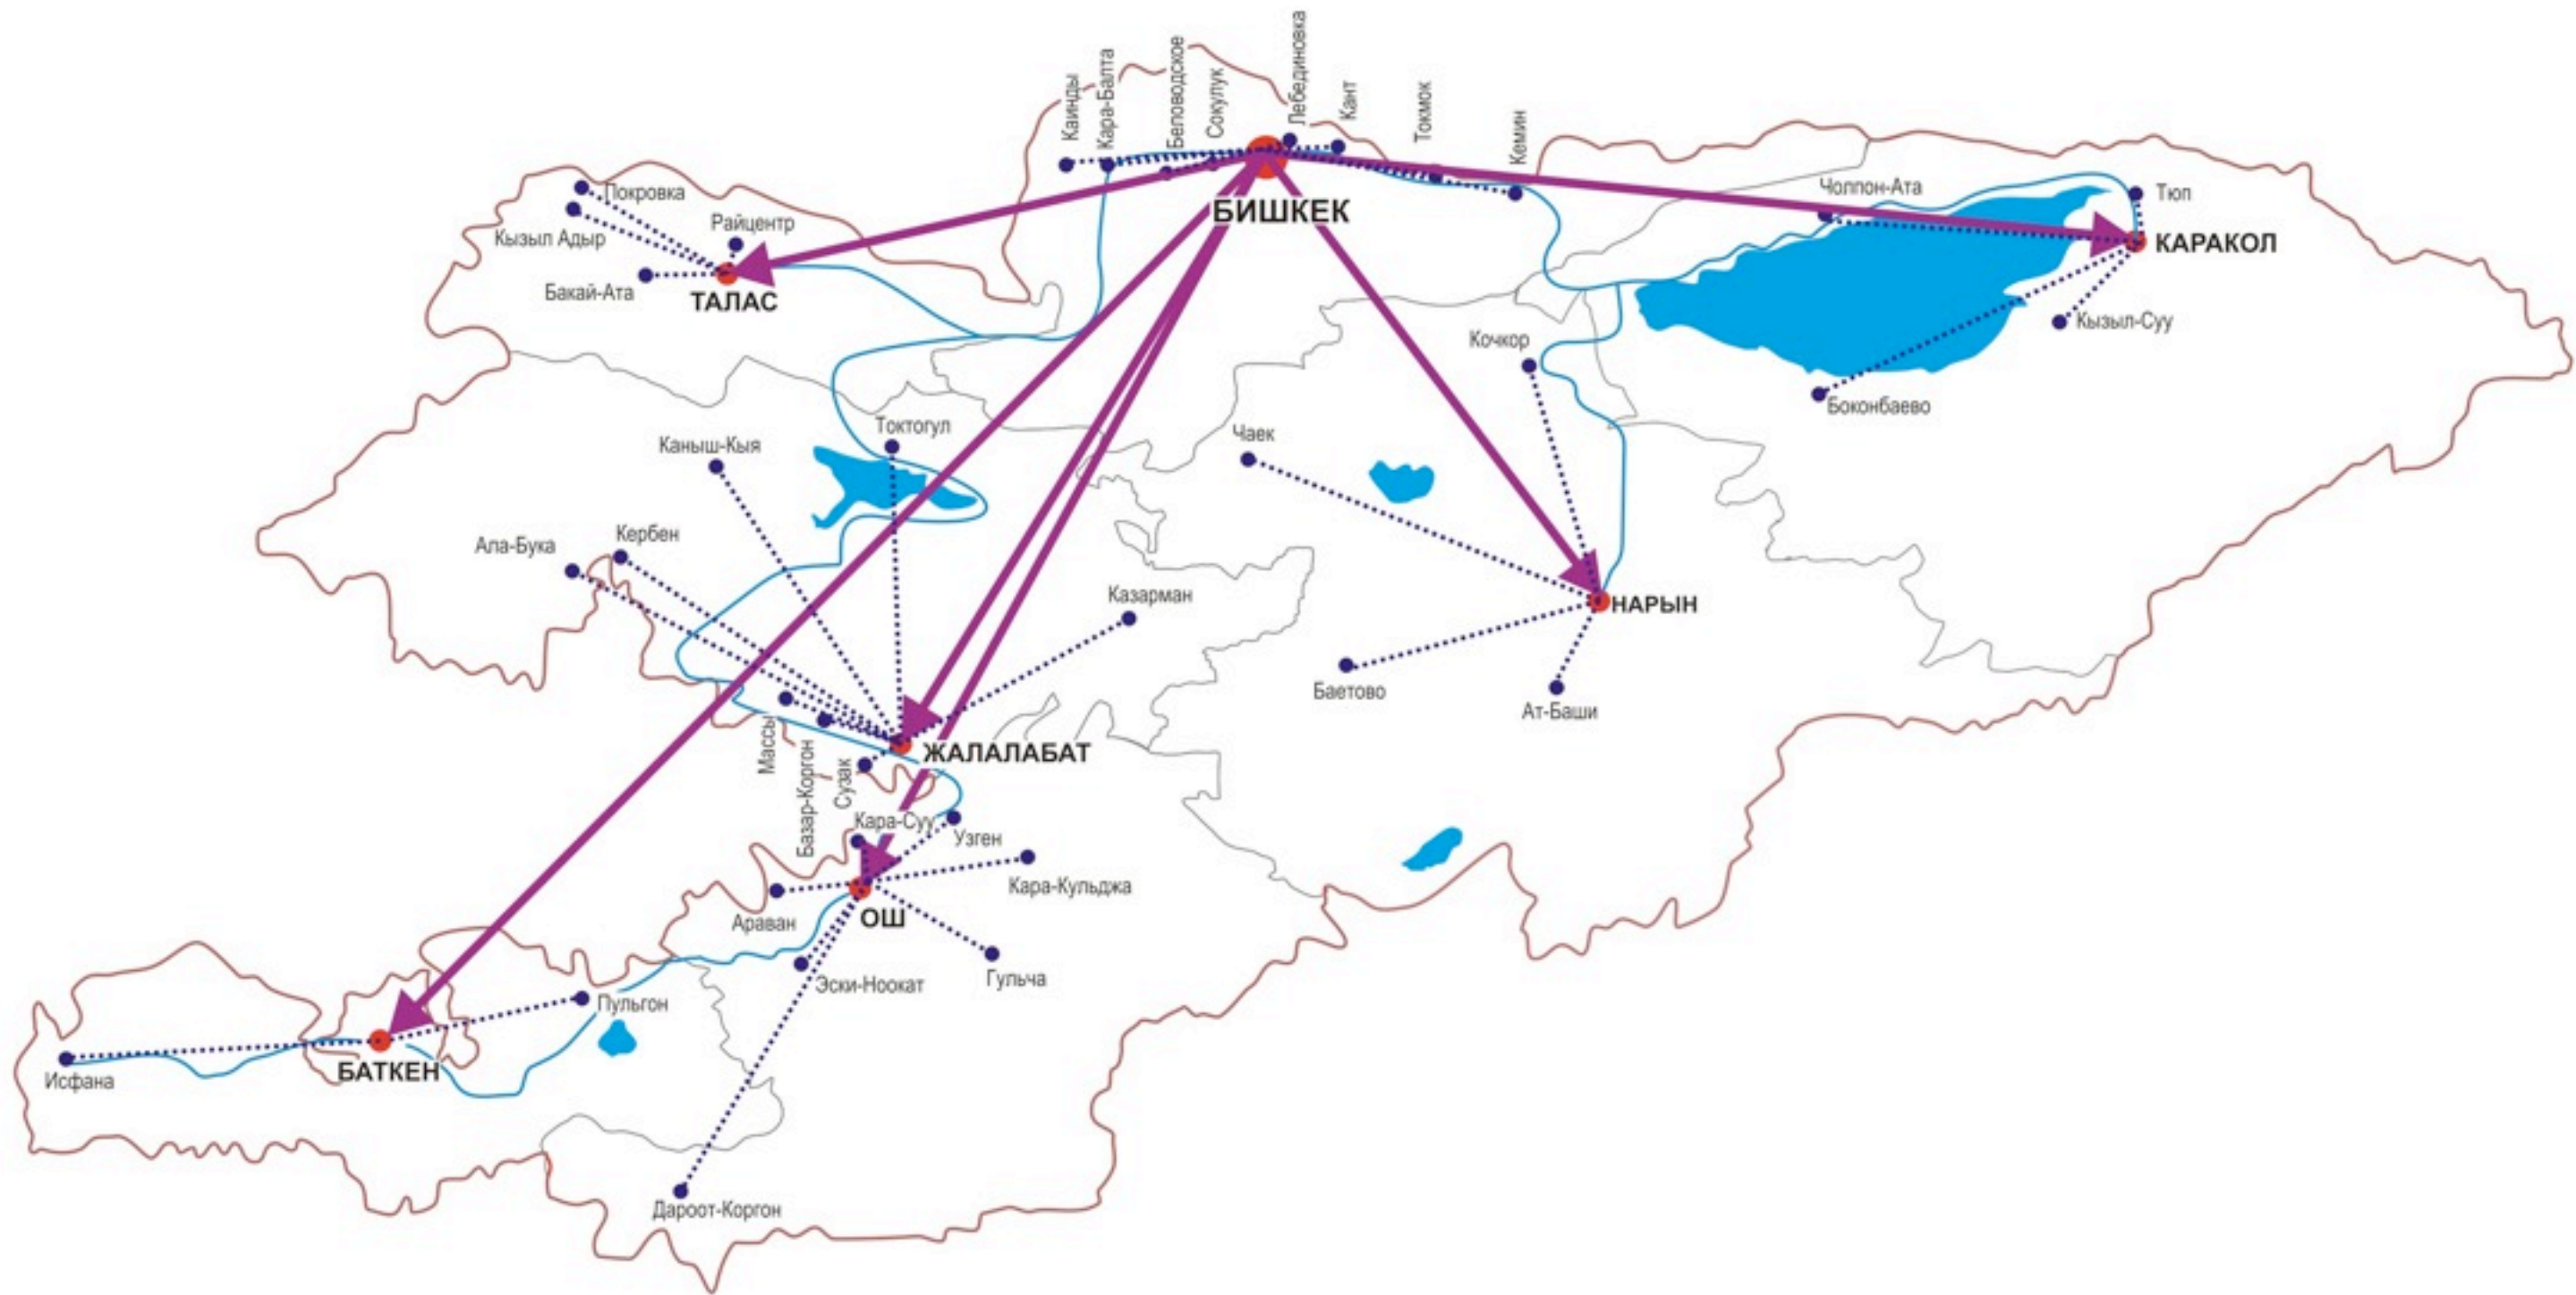 Каинды
Кара-Балта
Беловодское
Сокулук
Лебединовка
Кант
Токмок
Кемин
БИШКЕК
Покровка
Кызыл Адыр
Райцентр
Бакай-Ата
ТАЛАС
Чолпон-Ата
Тюп
КАРАКОЛ
Кызыл-Суу
Боконбаево
Кочкор
Чаек
НАРЫН
Баетово
Ат-Баши
Токтогул
Каныш-Кыя
Кербен
Ала-Бука
Казарман
Массы
Базар-Коргон
Сузак
ЖАЛАЛАБАТ
Кара-Суу
Узген
Кара-Кульджа
Араван
ОШ
Гульча
Эски-Ноокат
Пульгон
БАТКЕН
Исфана
Дароот-Коргон